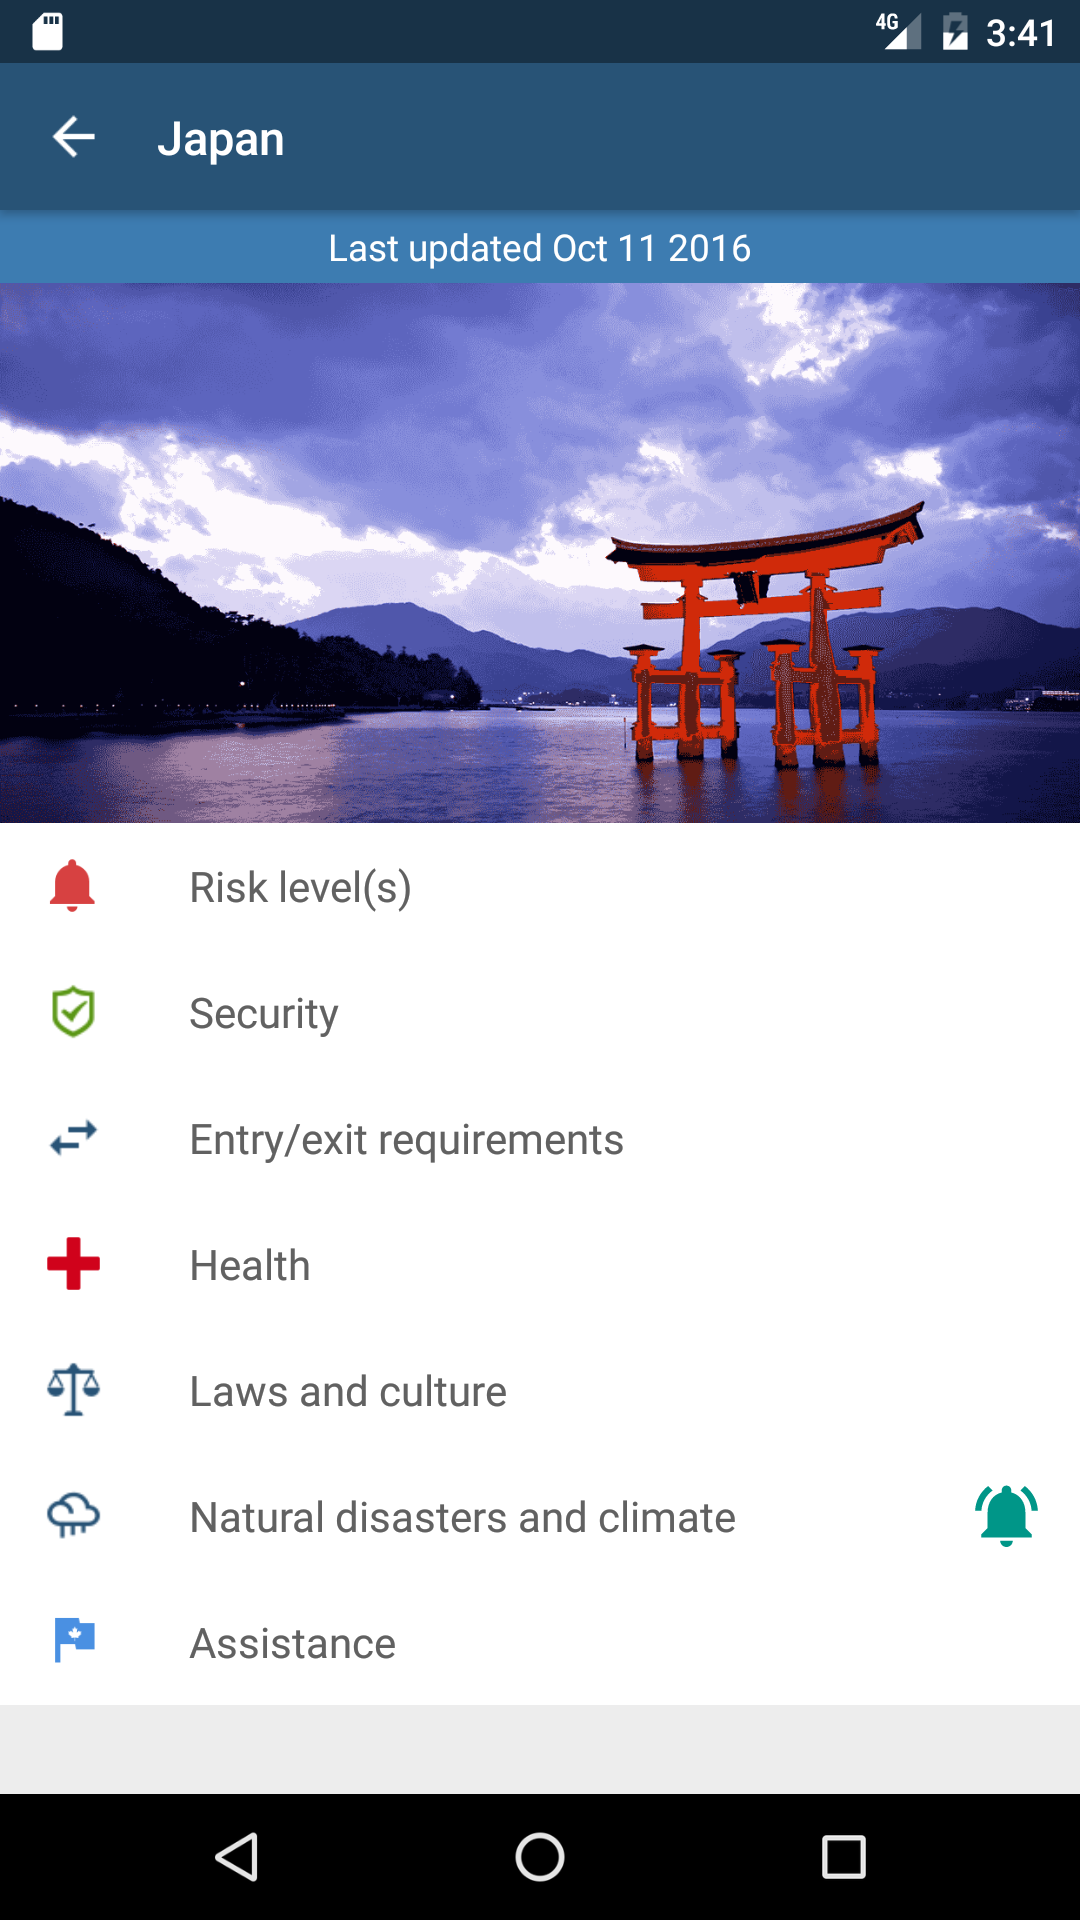 4G 3:41
Japan
Last updated Oct 11 2016
Risk level(s)
Security
Entry/exit requirements
Health
Laws and culture
Natural disasters and climate
Assistance